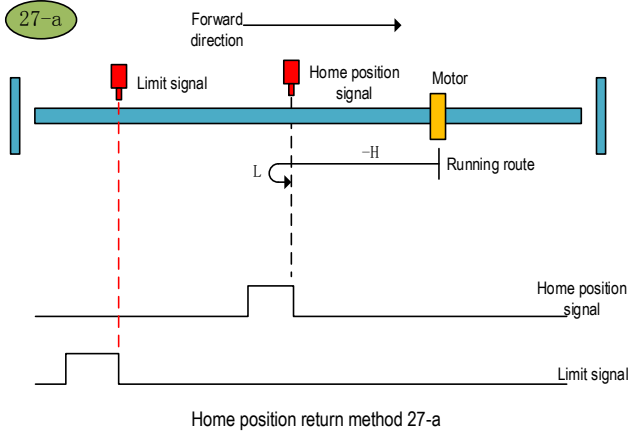 27-a
Forward
direction
Limit signal
Home position
signal
Motor
-H
L
Running route
Home position
signal
Limit signal
Home position return method 27-a